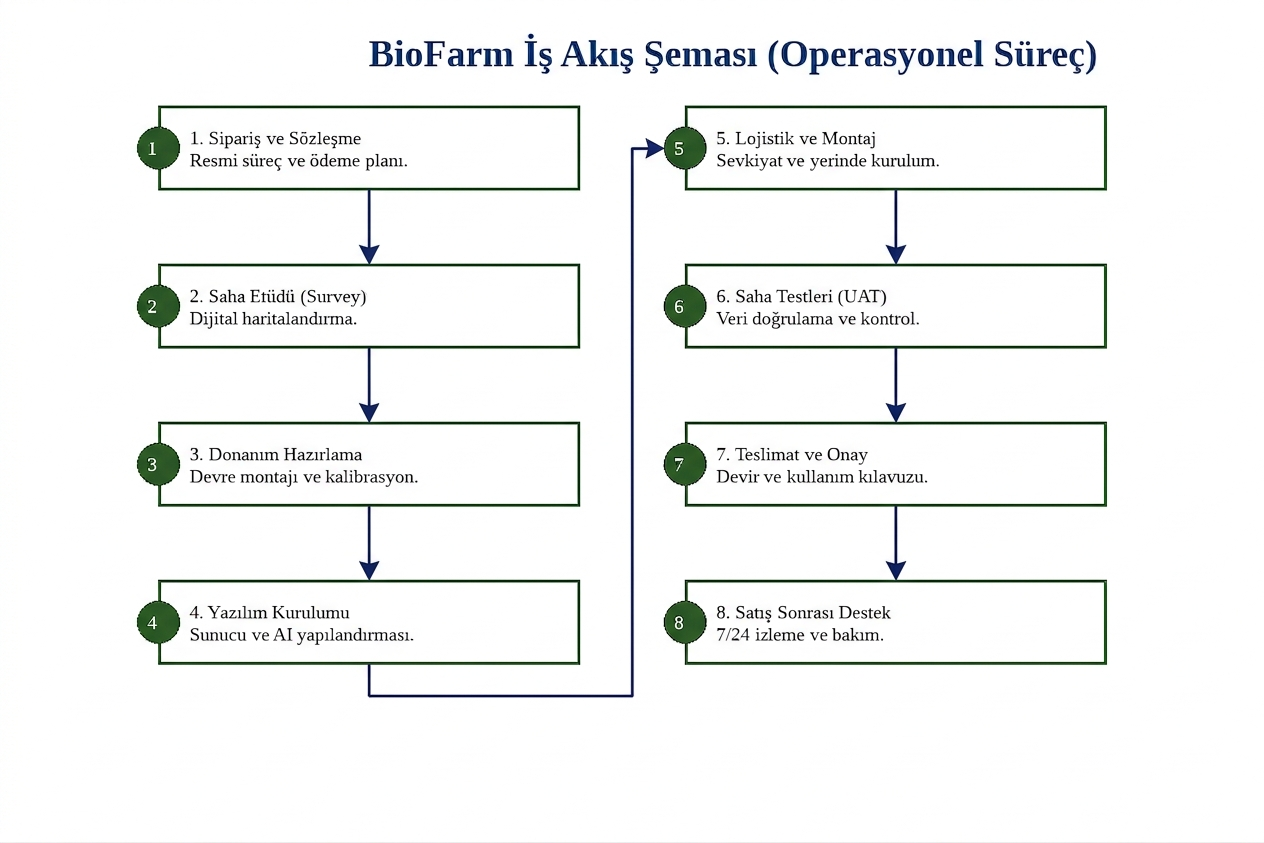 BioFarm İş Akış Şeması (Operasyonel Süreç)
1
1. Sipariş ve Sözleşme
Resmi süreç ve ödeme planı.
2
2. Saha Etüdü (Survey)
Dijital haritalandırma.
3
3. Donanım Hazırlama
Devre montajı ve kalibrasyon.
4
4. Yazılım Kurulumu
Sunucu ve AI yapılandırması.
5
5. Lojistik ve Montaj
Sevkiyat ve yerinde kurulum.
6
6. Saha Testleri (UAT)
Veri doğrulama ve kontrol.
7
7. Teslimat ve Onay
Devir ve kullanım kılavuzu.
8
8. Satış Sonrası Destek
7/24 izleme ve bakım.